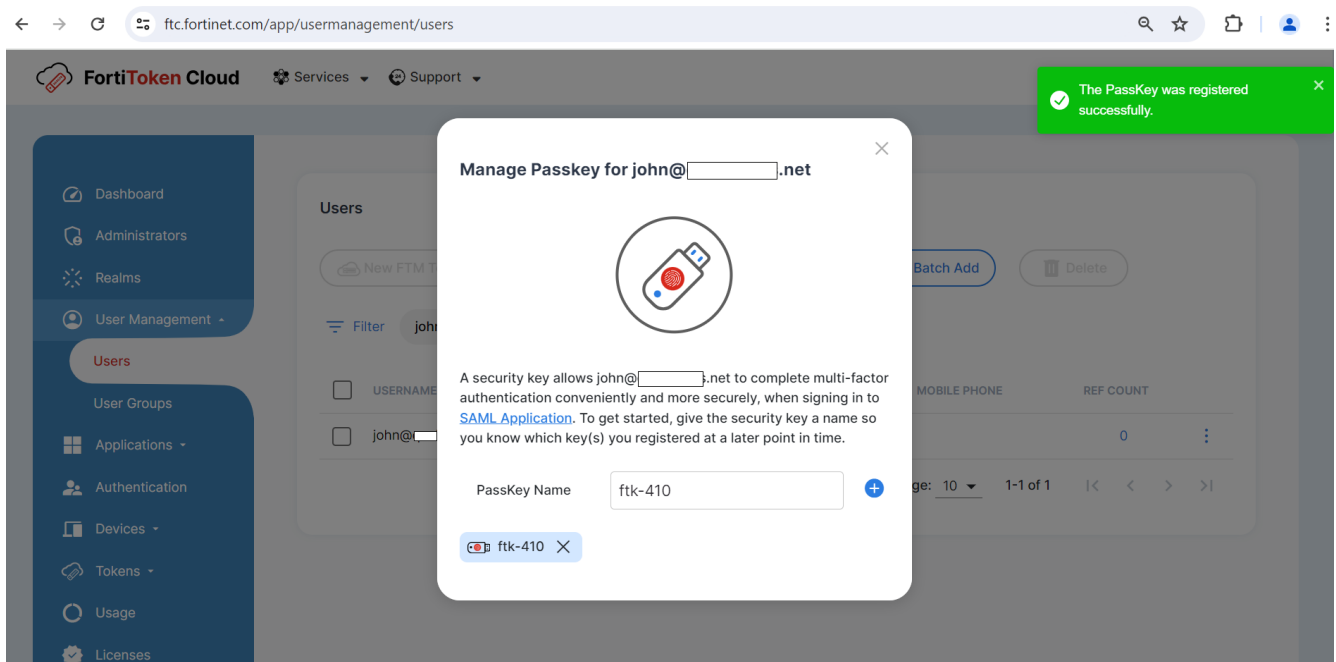 ftc.fortinet.com/app/usermanagement/users
FortiToken Cloud
Services
Support
The PassKey was registered
successfully.
Manage Passkey for john@ .net
Dashboard
Administrators
Realms
User Management
Users
User Groups
Applications
Authentication
Devices
Tokens
Usage
Licenses
Users
New FTM T
Batch Add
Delete
Filter
john
USERNAME
MOBILE PHONE
REF COUNT
john@
0
ge: 10
1-1 of 1
A security key allows john@ .net to complete multi-factor
authentication conveniently and more securely, when signing in to
SAML Application. To get started, give the security key a name so
you know which key(s) you registered at a later point in time.
PassKey Name
ftk-410
ftk-410